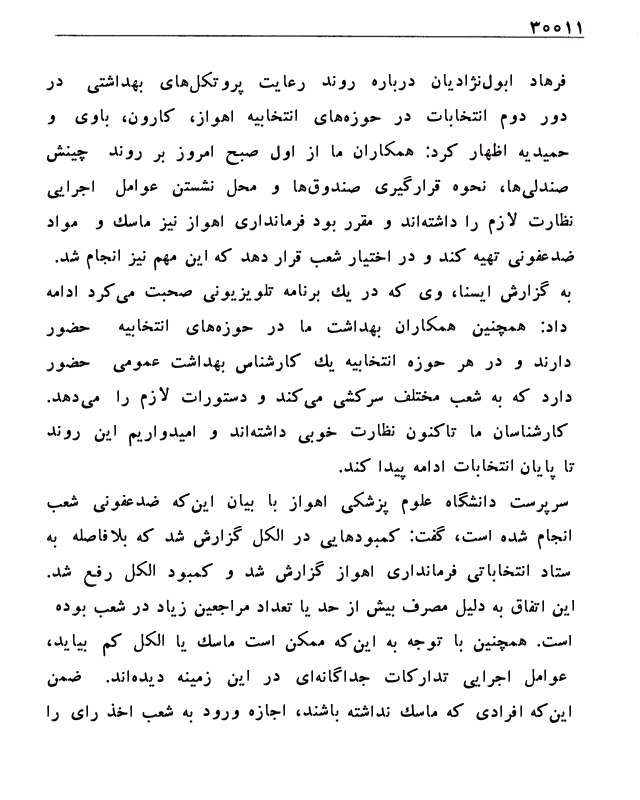 ۳۰۰۱۱
فرهاد ابول‌نژادیان درباره روند رعایت پروتکل‌های بهداشتی در
دور دوم انتخابات در حوزه‌های انتخابیه اهواز، کارون، باوی و
حمیدیه اظهار کرد: همکاران ما از اول صبح امروز بر روند چینش
صندلی‌ها، نحوه قرارگیری صندوق‌ها و محل نشستن عوامل اجرایی
نظارت لازم را داشته‌اند و مقرر بود فرمانداری اهواز نیز ماسك و مواد
ضدعفونی تهیه کند و در اختیار شعب قرار دهد که این مهم نیز انجام شد.
به گزارش ایسنا، وی که در یك برنامه تلویزیونی صحبت می‌کرد ادامه
داد: همچنین همکاران بهداشت ما در حوزه‌های انتخابیه حضور
دارند و در هر حوزه انتخابیه یك کارشناس بهداشت عمومی حضور
دارد که به شعب مختلف سرکشی می‌کند و دستورات لازم را می‌دهد.
کارشناسان ما تاکنون نظارت خوبی داشته‌اند و امیدواریم این روند
تا پایان انتخابات ادامه پیدا کند.
سرپرست دانشگاه علوم پزشکی اهواز با بیان این‌که ضدعفونی شعب
انجام شده است، گفت: کمبودهایی در الکل گزارش شد که بلافاصله به
ستاد انتخاباتی فرمانداری اهواز گزارش شد و کمبود الکل رفع شد.
این اتفاق به دلیل مصرف بیش از حد یا تعداد مراجعین زیاد در شعب بوده
است. همچنین با توجه به این‌که ممکن است ماسك یا الکل کم بیاید،
عوامل اجرایی تدارکات جداگانه‌ای در این زمینه دیده‌اند. ضمن
این‌که افرادی که ماسك نداشته باشند، اجازه ورود به شعب اخذ رای را